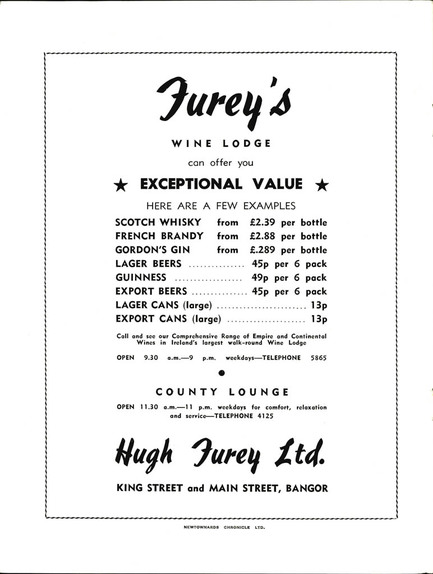 Furey's
WINE LODGE
can offer you
★ EXCEPTIONAL VALUE ★
HERE ARE A FEW EXAMPLES
SCOTCH WHISKY from £2.39 per bottle
FRENCH BRANDY from £2.88 per bottle
GORDON'S GIN from £.289 per bottle
LAGER BEERS ............... 45p per 6 pack
GUINNESS .................. 49p per 6 pack
EXPORT BEERS ............... 45p per 6 pack
LAGER CANS (large) ........................ 13p
EXPORT CANS (large) ..................... 13p
Call and see our Comprehensive Range of Empire and Continental
Wines in Ireland's largest walk-round Wine Lodge
OPEN 9.30 a.m.—9 p.m. weekdays—TELEPHONE 5865
●
COUNTY LOUNGE
OPEN 11.30 a.m.—11 p.m. weekdays for comfort, relaxation
and service—TELEPHONE 4125
Hugh Furey Ltd.
KING STREET and MAIN STREET, BANGOR
NEWTOWNARDS CHRONICLE LTD.